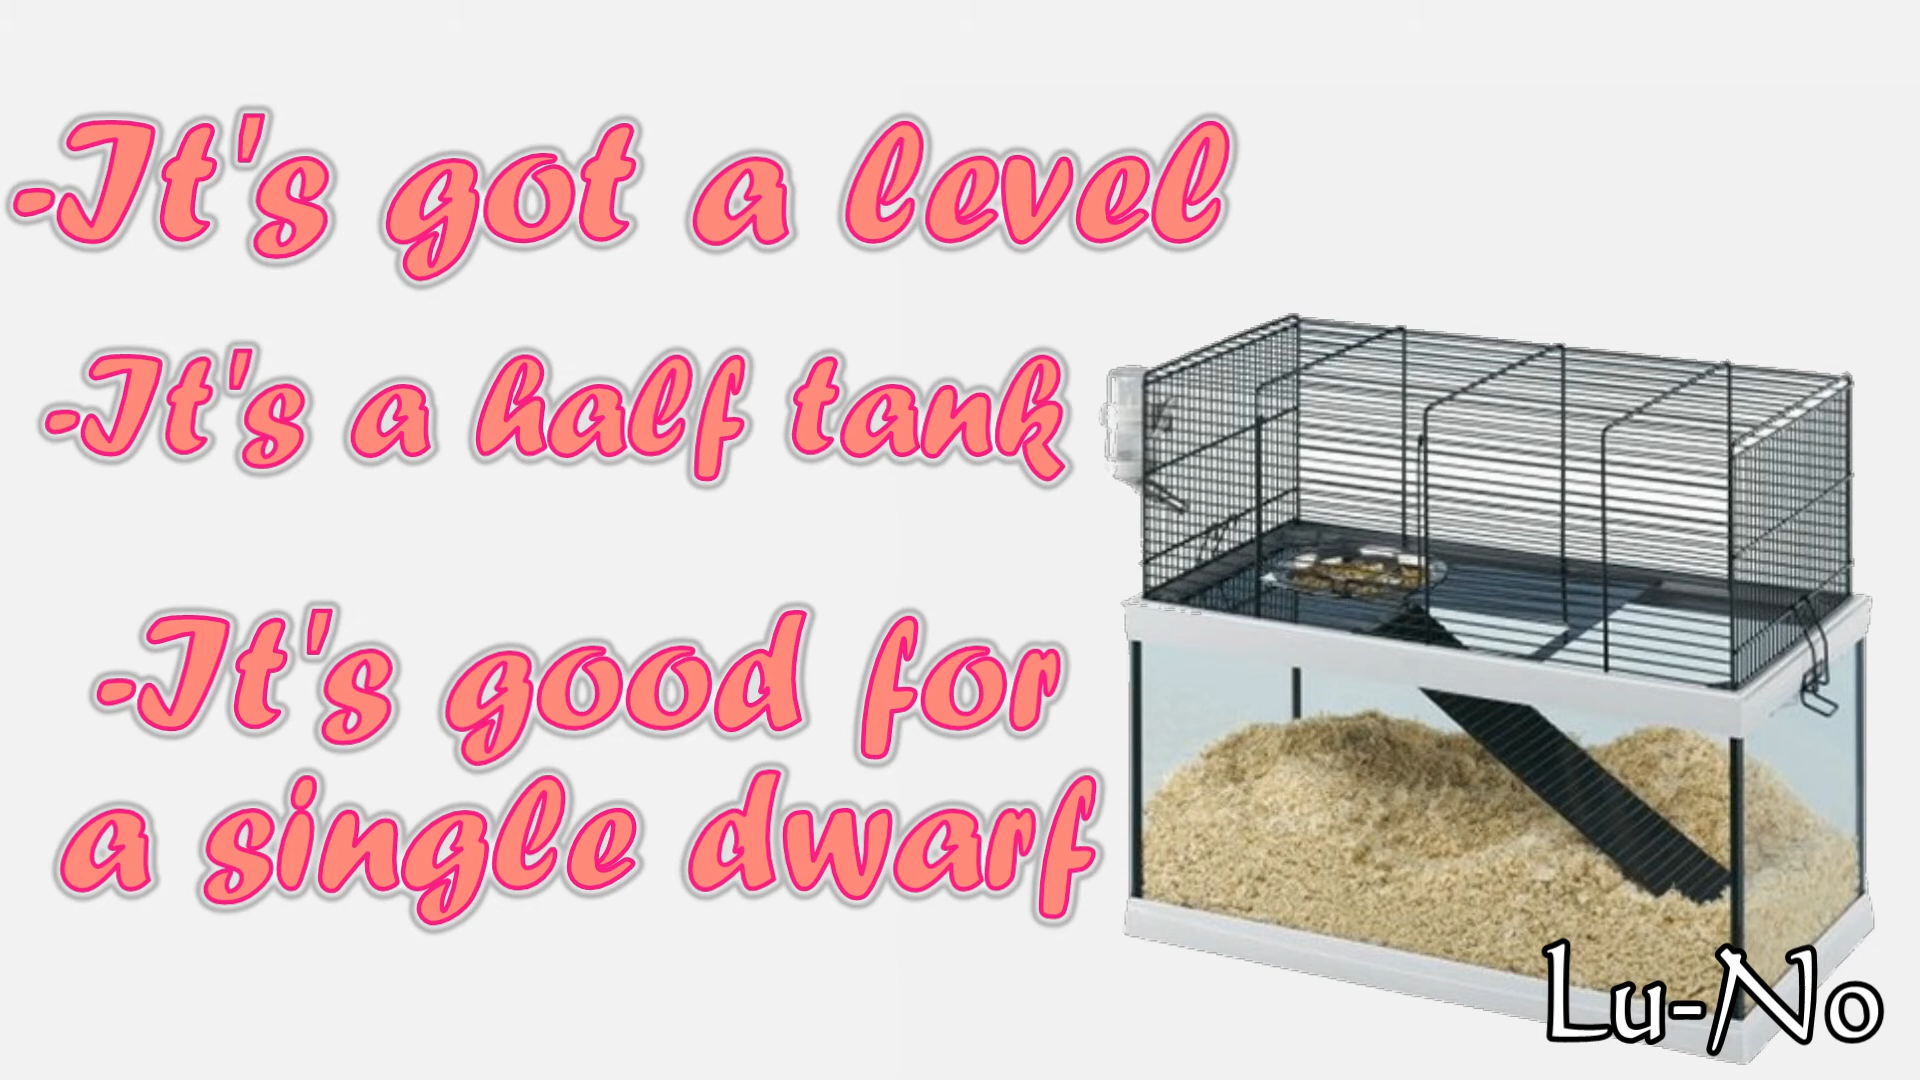 -It's got a level
-It's a half tank
-It's good for
a single dwarf
Lu-No